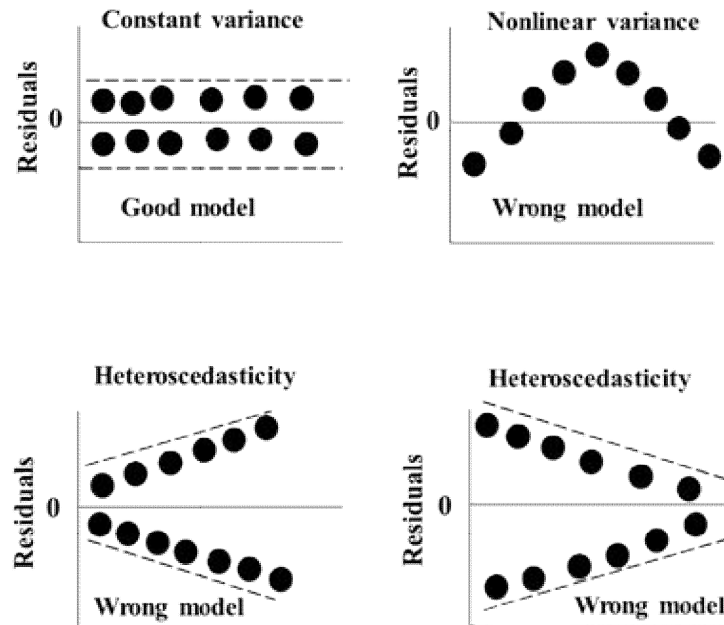 Constant variance
Residuals
0
Good model
Nonlinear variance
Residuals
0
Wrong model
Heteroscedasticity
Residuals
0
Wrong model
Heteroscedasticity
Residuals
0
Wrong model